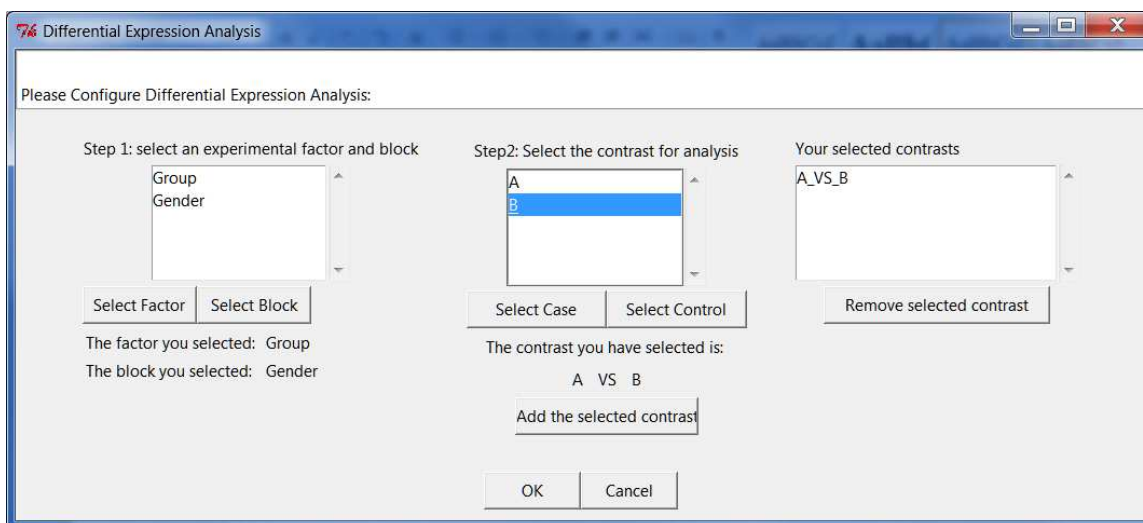 Differential Expression Analysis
Please Configure Differential Expression Analysis:
Step 1: select an experimental factor and block
Group
Gender
Select Factor
Select Block
The factor you selected: Group
The block you selected: Gender
Step2: Select the contrast for analysis
A
B
Select Case
Select Control
The contrast you have selected is:
A VS B
Add the selected contrast
Your selected contrasts
A_VS_B
Remove selected contrast
OK
Cancel